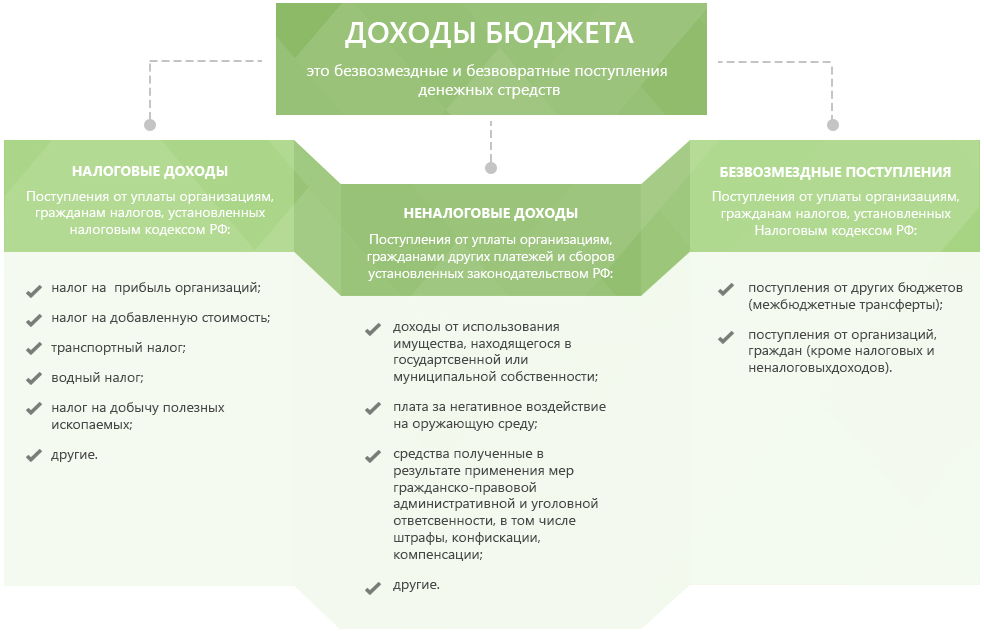 ДОХОДЫ БЮДЖЕТА
это безвозмездные и безвовратные поступления
денежных стредств
НАЛОГОВЫЕ ДОХОДЫ
Поступления от уплаты организациям,
гражданам налогов, установленных
налоговым кодексом РФ:
налог на прибыль организаций;
налог на добавленную стоимость;
транспортный налог;
водный налог;
налог на добычу полезных
ископаемых;
другие.
НЕНАЛОГОВЫЕ ДОХОДЫ
Поступления от уплаты организациям,
гражданами других платежей и сборов
установленных законодательством РФ:
доходы от использования
имущества, находящегося в
государтсвенной или
муниципальной собственности;
плата за негативное воздействие
на оружающую среду;
средства полученные в
результате применения мер
гражданско-правовой
административной и уголовной
ответсвенности, в том числе
штрафы, конфискации,
компенсации;
другие.
БЕЗВОЗМЕЗДНЫЕ ПОСТУПЛЕНИЯ
Поступления от уплаты организациям,
гражданам налогов, установленных
Налоговым кодексом РФ:
поступления от других бюджетов
(межбюджетные трансферты);
поступления от организаций,
граждан (кроме налоговых и
неналоговыхдоходов).